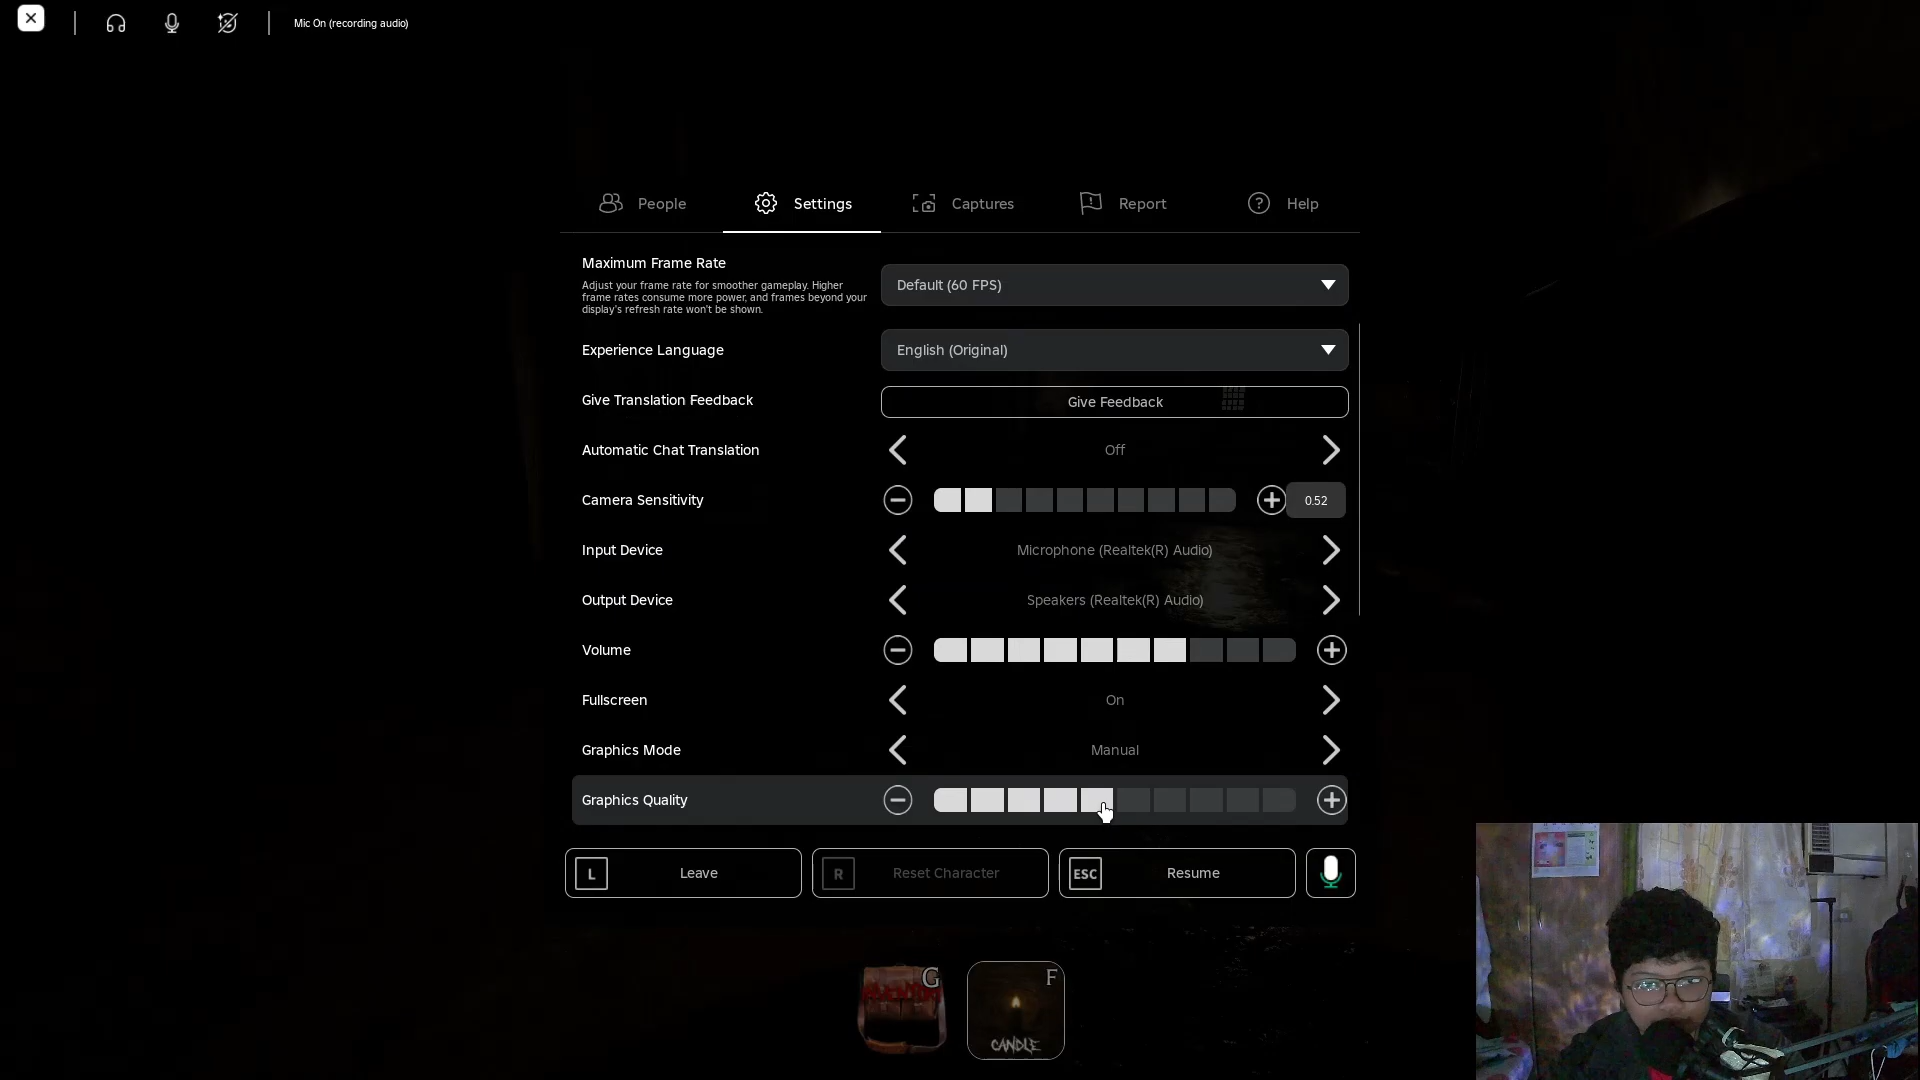 Mic On (recording audio)
People
Settings
Captures
Report
Help
Maximum Frame Rate
Adjust your frame rate for smoother gameplay. Higher
frame rates consume more power, and frames beyond your
display's refresh rate won't be shown.
Default (60 FPS)
Experience Language
English (Original)
Give Translation Feedback
Give Feedback
Automatic Chat Translation
Off
Camera Sensitivity
0.52
Input Device
Microphone (Realtek(R) Audio)
Output Device
Speakers (Realtek(R) Audio)
Volume
Fullscreen
On
Graphics Mode
Manual
Graphics Quality
L
Leave
R
Reset Character
ESC
Resume
G
F
CANDLE